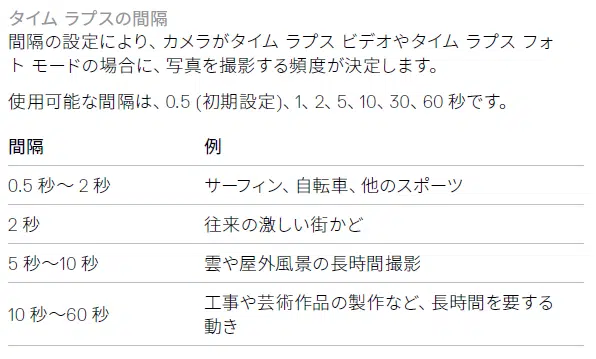 タイム ラプスの間隔
間隔の設定により、カメラがタイム ラプス ビデオやタイム ラプス フォ
ト モードの場合に、写真を撮影する頻度が決定します。
使用可能な間隔は、0.5 (初期設定)、1、2、5、10、30、60 秒です。
間隔 例
0.5 秒～ 2 秒 サーフィン、自転車、他のスポーツ
2 秒 往来の激しい街かど
5 秒～10 秒 雲や屋外風景の長時間撮影
10 秒～60 秒 工事や芸術作品の製作など、長時間を要する
動き